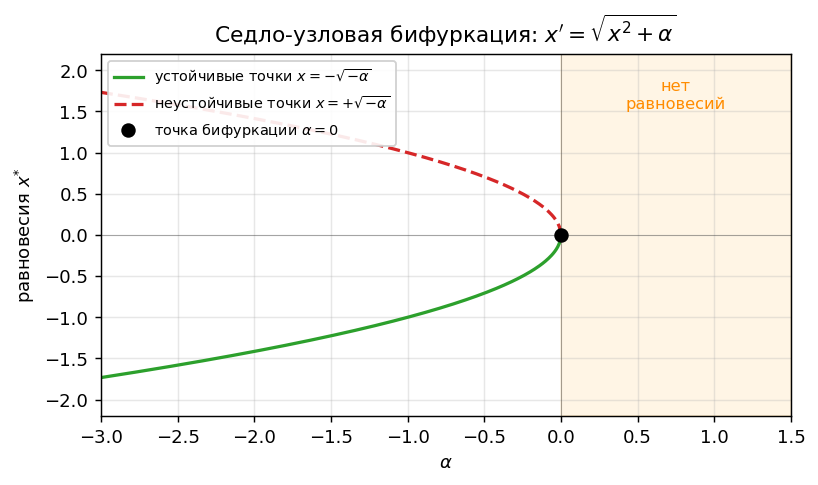 Седло-узловая бифуркация: x′ = √(x² + α)
устойчивые точки x = −√−α
неустойчивые точки x = +√−α
точка бифуркации α = 0
нет
равновесий
равновесия x*
2.0
1.5
1.0
0.5
0.0
−0.5
−1.0
−1.5
−2.0
−3.0 −2.5 −2.0 −1.5 −1.0 −0.5 0.0 0.5 1.0 1.5
α